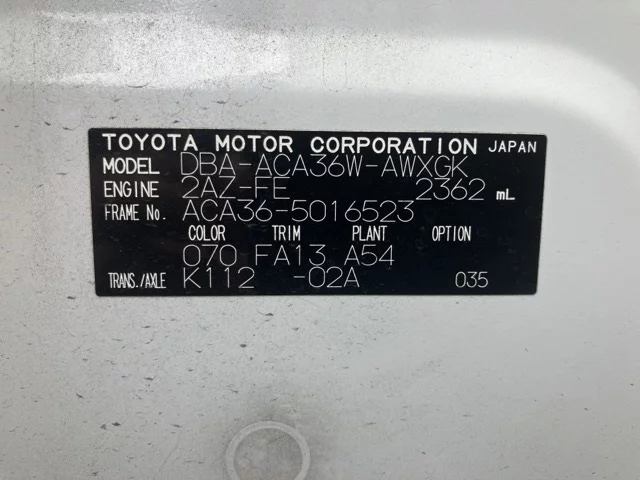 TOYOTA MOTOR CORPORATION JAPAN
MODEL DBA-ACA36W-AWXGK
ENGINE 2AZ-FE 2362 mL
FRAME No. ACA36-5016523
COLOR TRIM PLANT OPTION
070 FA13 A54
TRANS./AXLE K112 -02A 035